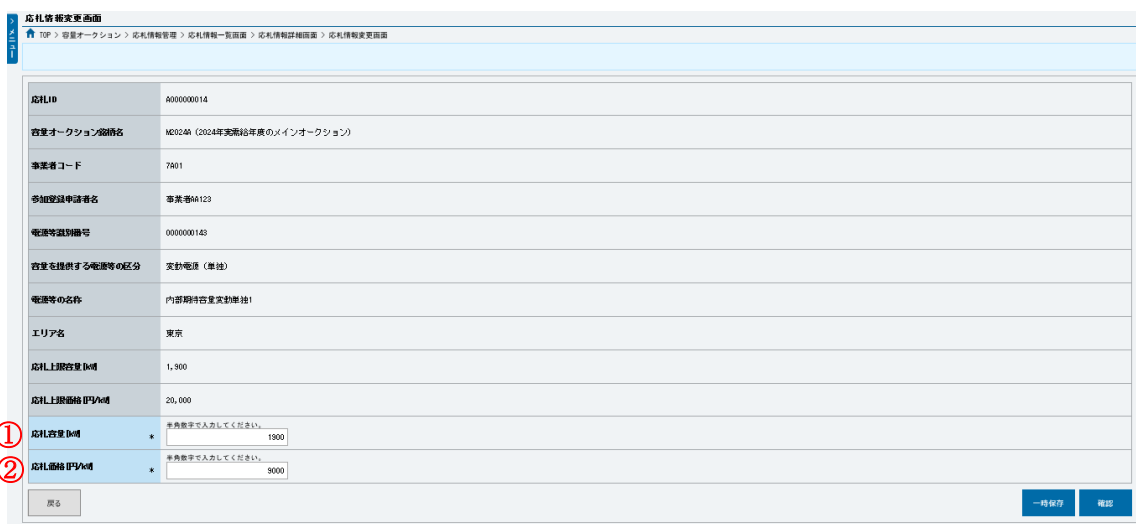 応札情報変更画面
> メニュー
TOP > 容量オークション > 応札情報管理 > 応札情報一覧画面 > 応札情報詳細画面 > 応札情報変更画面
応札ID A000000014
容量オークション銘柄名 M2024A (2024年実需給年度のメインオークション)
事業者コード 7A01
参加登録申請者名 事業者AA123
電源等識別番号 0000000143
容量を提供する電源等の区分 変動電源 (単独)
電源等の名称 内部期待容量変動単独1
エリア名 東京
応札上限容量[kW] 1,900
応札上限価格[円/kW] 20,000
半角数字で入力してください。
① 応札容量[kW] * 1900
半角数字で入力してください。
② 応札価格[円/kW] * 9000
戻る 一時保存 確認